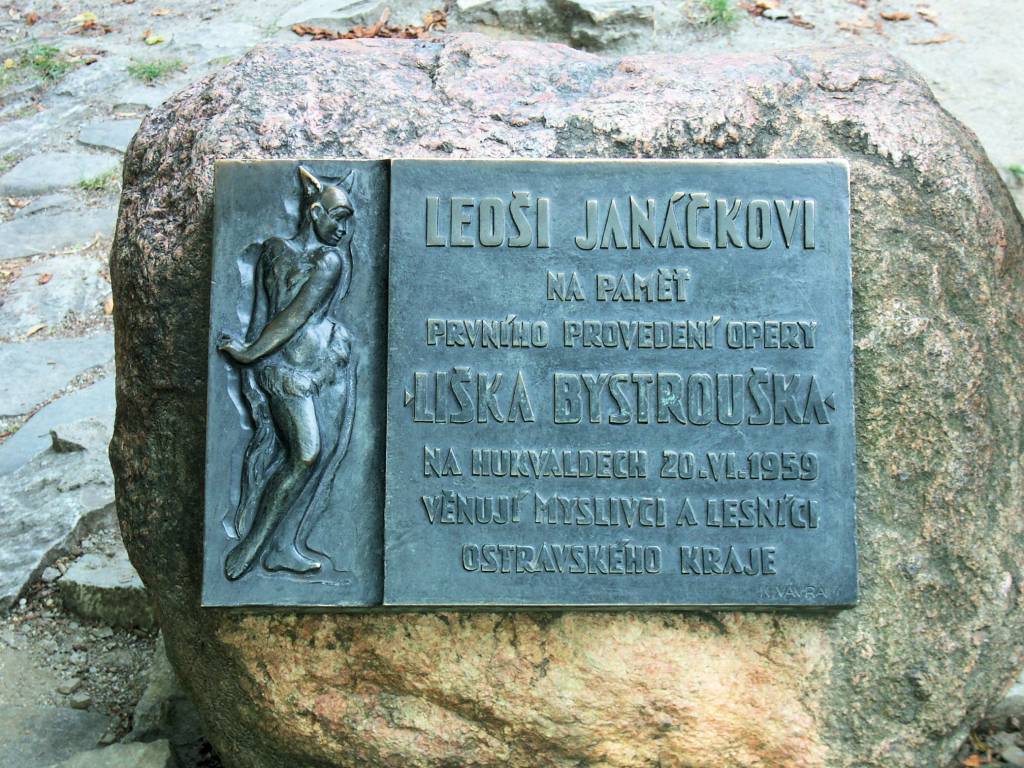 LEOŠI JANÁČKOVI
NA PAMĚŤ
PRVNÍHO PROVEDENÍ OPERY
LIŠKA BYSTROUŠKA
NA HUKVALDECH 20.VI.1959
VĚNUJÍ MYSLIVCI A LESNÍCI
OSTRAVSKÉHO KRAJE
K.VÁVRA